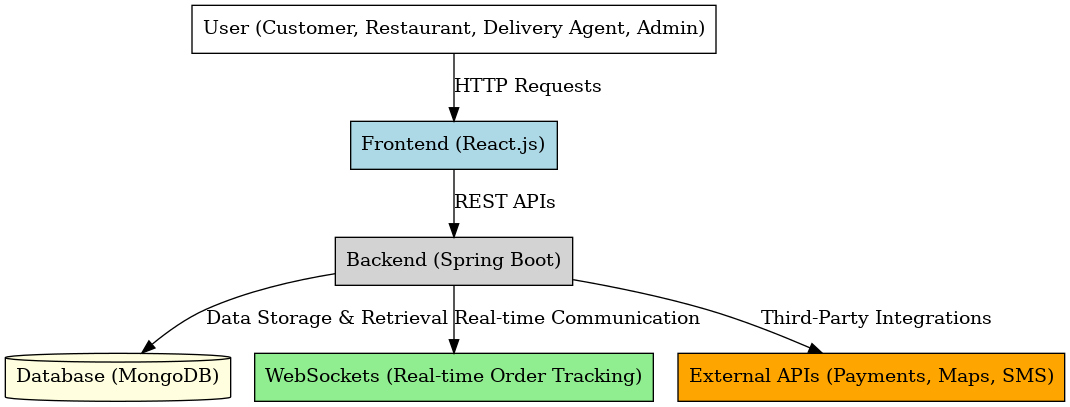 User (Customer, Restaurant, Delivery Agent, Admin)
HTTP Requests
Frontend (React.js)
REST APIs
Backend (Spring Boot)
Data Storage & Retrieval
Real-time Communication
Third-Party Integrations
Database (MongoDB)
WebSockets (Real-time Order Tracking)
External APIs (Payments, Maps, SMS)